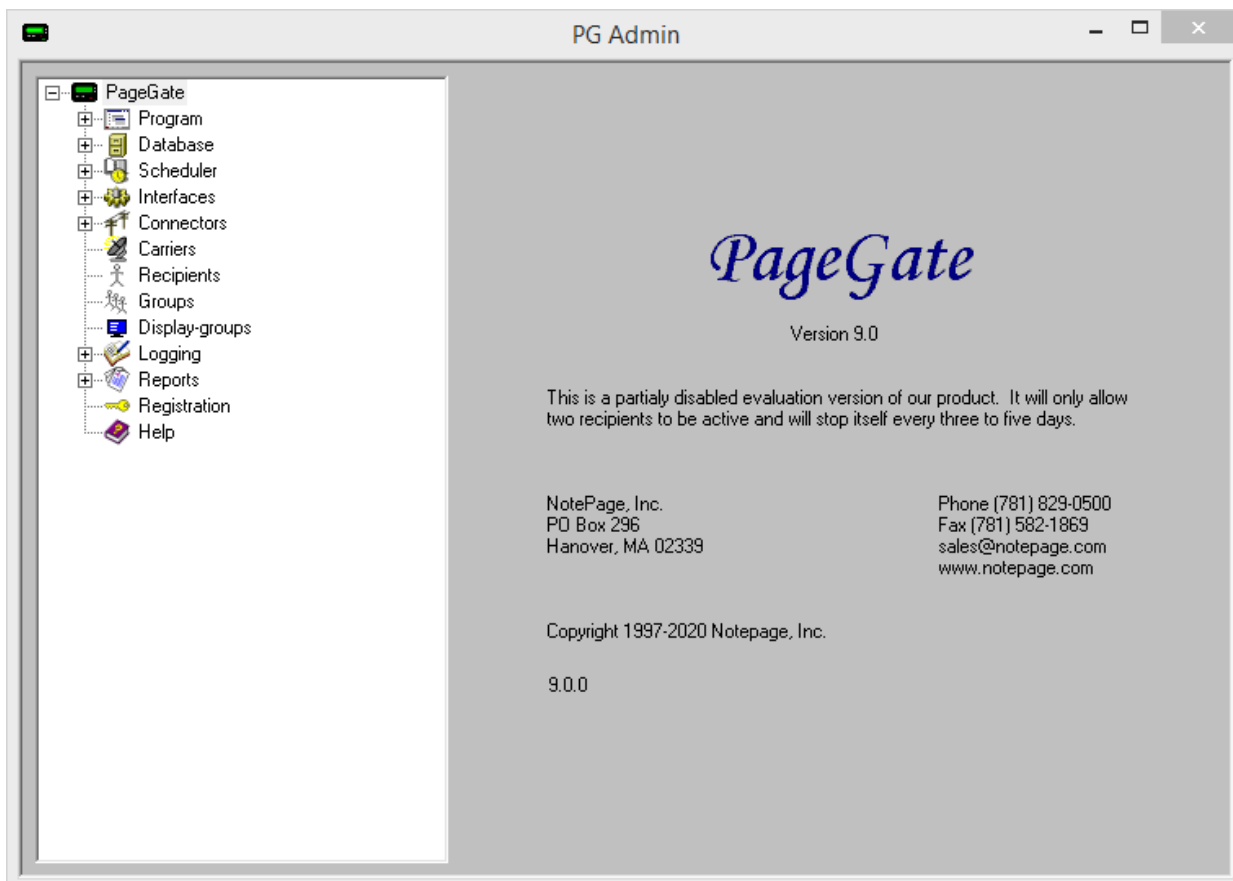 PG Admin
PageGate
Program
Database
Scheduler
Interfaces
Connectors
Carriers
Recipients
Groups
Display-groups
Logging
Reports
Registration
Help
PageGate
Version 9.0
This is a partialy disabled evaluation version of our product.  It will only allow
two recipients to be active and will stop itself every three to five days.
NotePage, Inc.
PO Box 296
Hanover, MA 02339
Phone (781) 829-0500
Fax (781) 582-1869
sales@notepage.com
www.notepage.com
Copyright 1997-2020 Notepage, Inc.
9.0.0